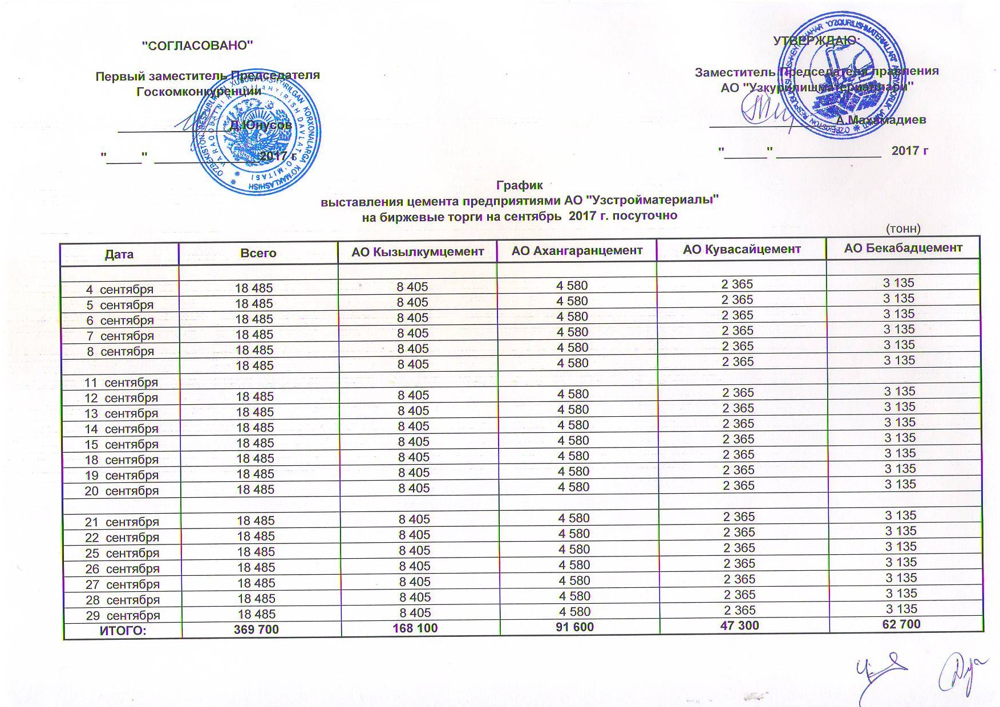 "СОГЛАСОВАНО"
Первый заместитель Председателя
Госкомконкуренции
Д.Юнусов
"_____" _______________ 2017 г
УТВЕРЖДАЮ:
Заместитель Председателя правления
АО "Узкурилишматериаллари"
А.Махамадиев
"______" _______________ 2017 г
График
выставления цемента предприятиями АО "Узстройматериалы"
на биржевые торги на сентябрь 2017 г. посуточно
(тонн)
Дата Всего АО Кызылкумцемент АО Ахангаранцемент АО Кувасайцемент АО Бекабадцемент
4 сентября 18 485 8 405 4 580 2 365 3 135
5 сентября 18 485 8 405 4 580 2 365 3 135
6 сентября 18 485 8 405 4 580 2 365 3 135
7 сентября 18 485 8 405 4 580 2 365 3 135
8 сентября 18 485 8 405 4 580 2 365 3 135
18 485 8 405 4 580 2 365 3 135
11 сентября
12 сентября 18 485 8 405 4 580 2 365 3 135
13 сентября 18 485 8 405 4 580 2 365 3 135
14 сентября 18 485 8 405 4 580 2 365 3 135
15 сентября 18 485 8 405 4 580 2 365 3 135
18 сентября 18 485 8 405 4 580 2 365 3 135
19 сентября 18 485 8 405 4 580 2 365 3 135
20 сентября 18 485 8 405 4 580 2 365 3 135
21 сентября 18 485 8 405 4 580 2 365 3 135
22 сентября 18 485 8 405 4 580 2 365 3 135
25 сентября 18 485 8 405 4 580 2 365 3 135
26 сентября 18 485 8 405 4 580 2 365 3 135
27 сентября 18 485 8 405 4 580 2 365 3 135
28 сентября 18 485 8 405 4 580 2 365 3 135
29 сентября 18 485 8 405 4 580 2 365 3 135
ИТОГО: 369 700 168 100 91 600 47 300 62 700